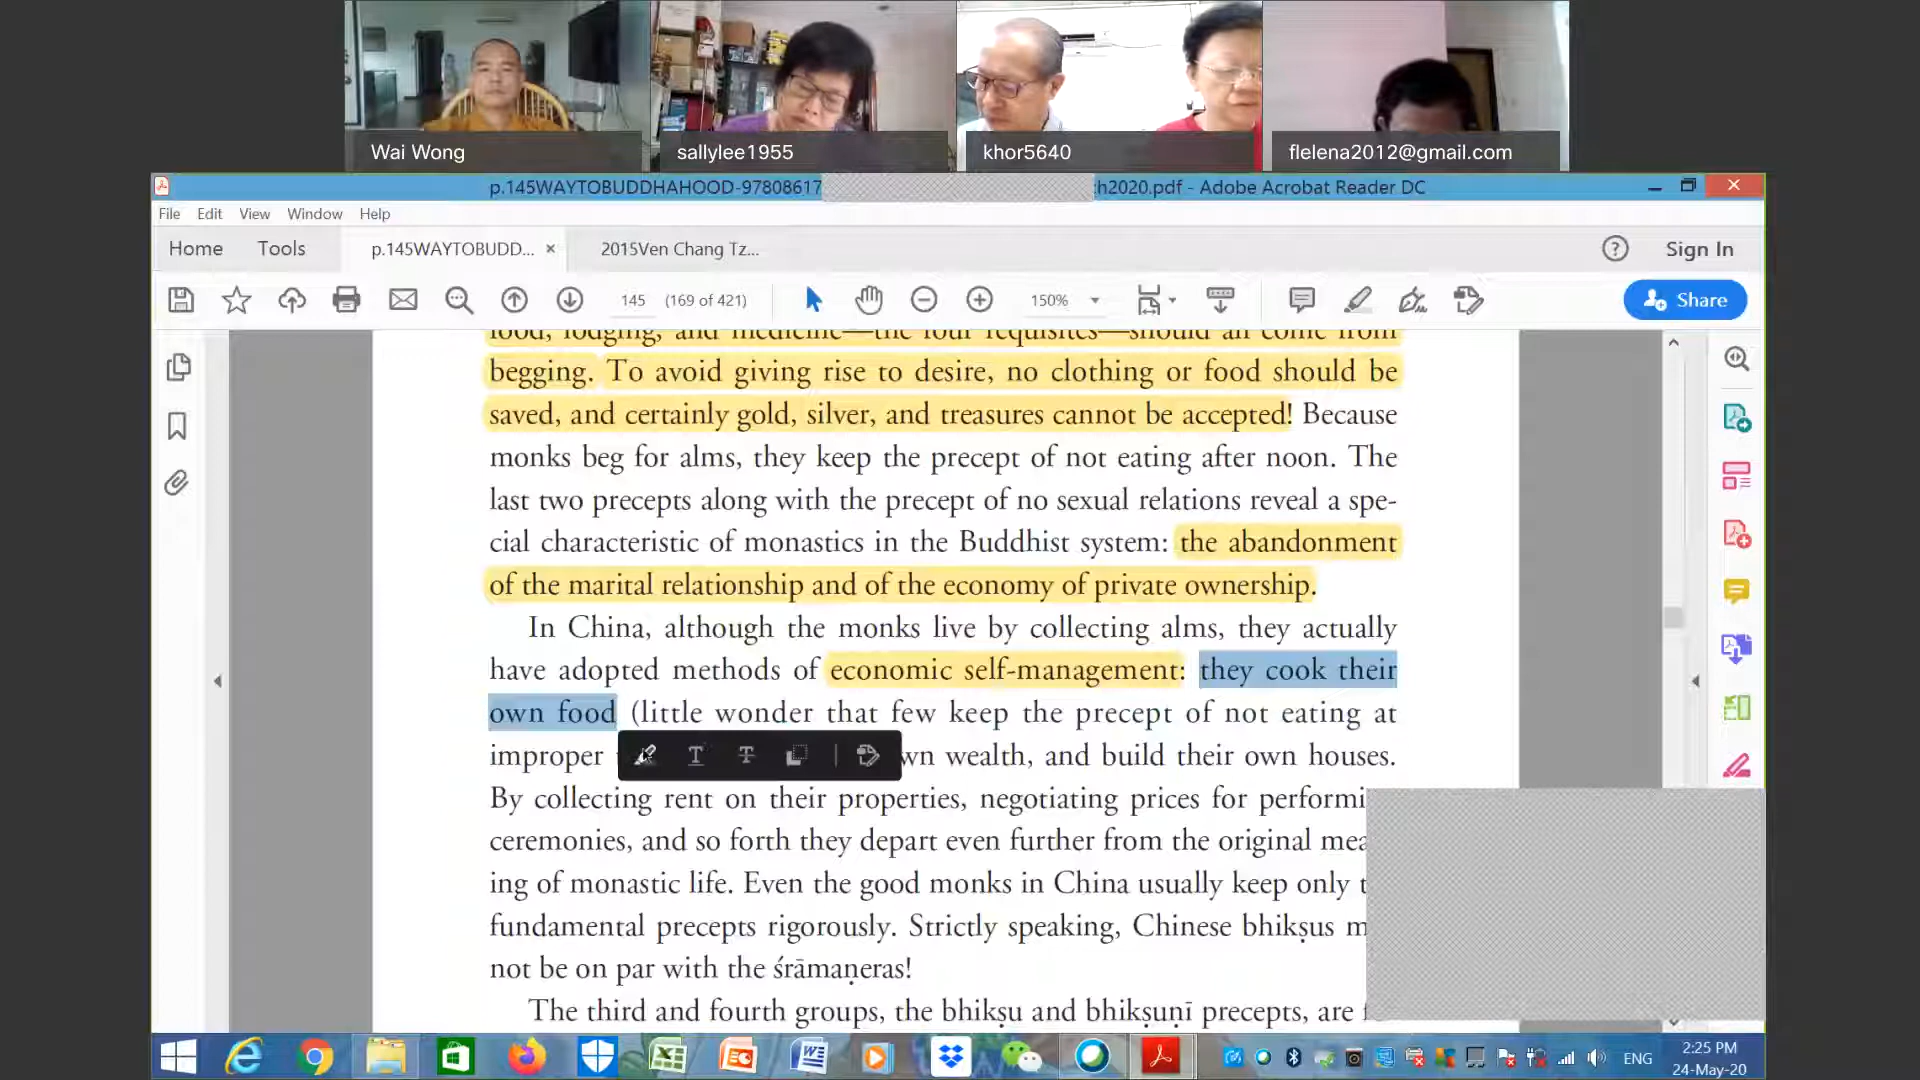 Wai Wong
sallylee1955
khor5640
flelena2012@gmail.com
p.145WAYTOBUDDHAHOOD-97808617
h2020.pdf - Adobe Acrobat Reader DC
File Edit View Window Help
Home Tools p.145WAYTOBUDD... × 2015Ven Chang Tz... Sign In
145 (169 of 421) 150% Share
food, lodging, and medicine—the four requisites—should all come from
begging. To avoid giving rise to desire, no clothing or food should be
saved, and certainly gold, silver, and treasures cannot be accepted! Because
monks beg for alms, they keep the precept of not eating after noon. The
last two precepts along with the precept of no sexual relations reveal a spe-
cial characteristic of monastics in the Buddhist system: the abandonment
of the marital relationship and of the economy of private ownership.
In China, although the monks live by collecting alms, they actually
have adopted methods of economic self-management: they cook their
own food (little wonder that few keep the precept of not eating at
improper wn wealth, and build their own houses.
By collecting rent on their properties, negotiating prices for performi
ceremonies, and so forth they depart even further from the original mea
ing of monastic life. Even the good monks in China usually keep only t
fundamental precepts rigorously. Strictly speaking, Chinese bhikṣus m
not be on par with the śrāmaṇeras!
The third and fourth groups, the bhikṣu and bhikṣuṇī precepts, are
ENG
2:25 PM
24-May-20